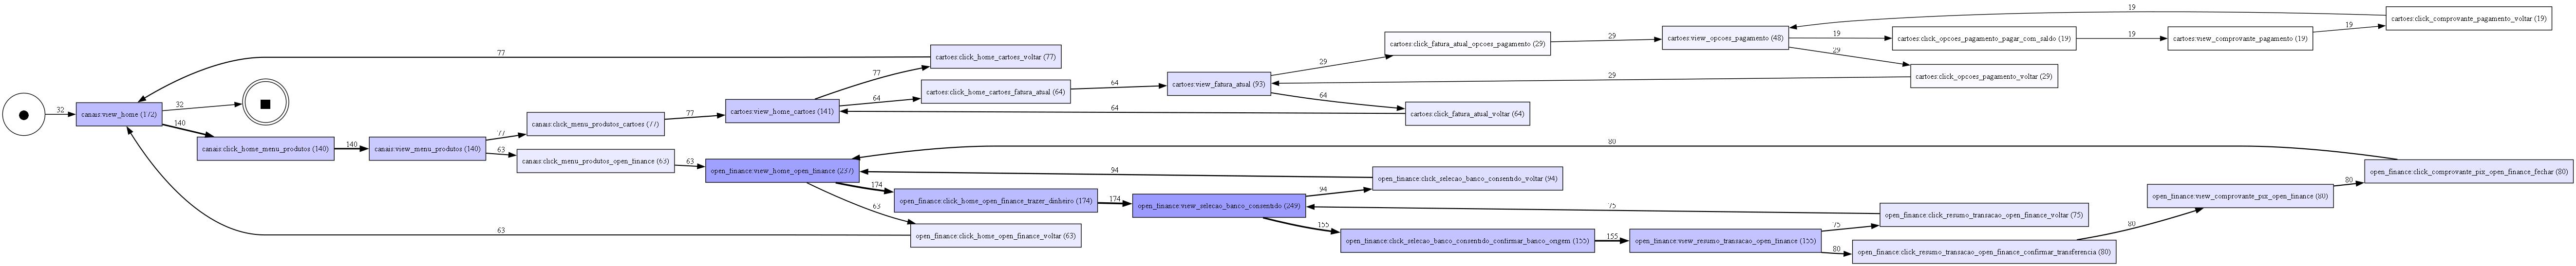 32
canais:view_home (172)
32
140
canais:click_home_menu_produtos (140)
140
canais:view_menu_produtos (140)
77
canais:click_menu_produtos_cartoes (77)
77
63
canais:click_menu_produtos_open_finance (63)
63
cartoes:view_home_cartoes (141)
77
cartoes:click_home_cartoes_voltar (77)
77
64
cartoes:click_home_cartoes_fatura_atual (64)
64
cartoes:view_fatura_atual (93)
29
cartoes:click_fatura_atual_opcoes_pagamento (29)
29
64
cartoes:click_fatura_atual_voltar (64)
64
cartoes:view_opcoes_pagamento (48)
19
cartoes:click_opcoes_pagamento_pagar_com_saldo (19)
19
cartoes:view_comprovante_pagamento (19)
19
cartoes:click_comprovante_pagamento_voltar (19)
19
29
cartoes:click_opcoes_pagamento_voltar (29)
29
open_finance:view_home_open_finance (237)
174
open_finance:click_home_open_finance_trazer_dinheiro (174)
174
63
open_finance:click_home_open_finance_voltar (63)
63
open_finance:view_selecao_banco_consentido (249)
94
open_finance:click_selecao_banco_consentido_voltar (94)
94
155
open_finance:click_selecao_banco_consentido_confirmar_banco_origem (155)
155
open_finance:view_resumo_transacao_open_finance (155)
75
open_finance:click_resumo_transacao_open_finance_voltar (75)
75
80
open_finance:click_resumo_transacao_open_finance_confirmar_transferencia (80)
80
open_finance:view_comprovante_pix_open_finance (80)
80
open_finance:click_comprovante_pix_open_finance_fechar (80)
80